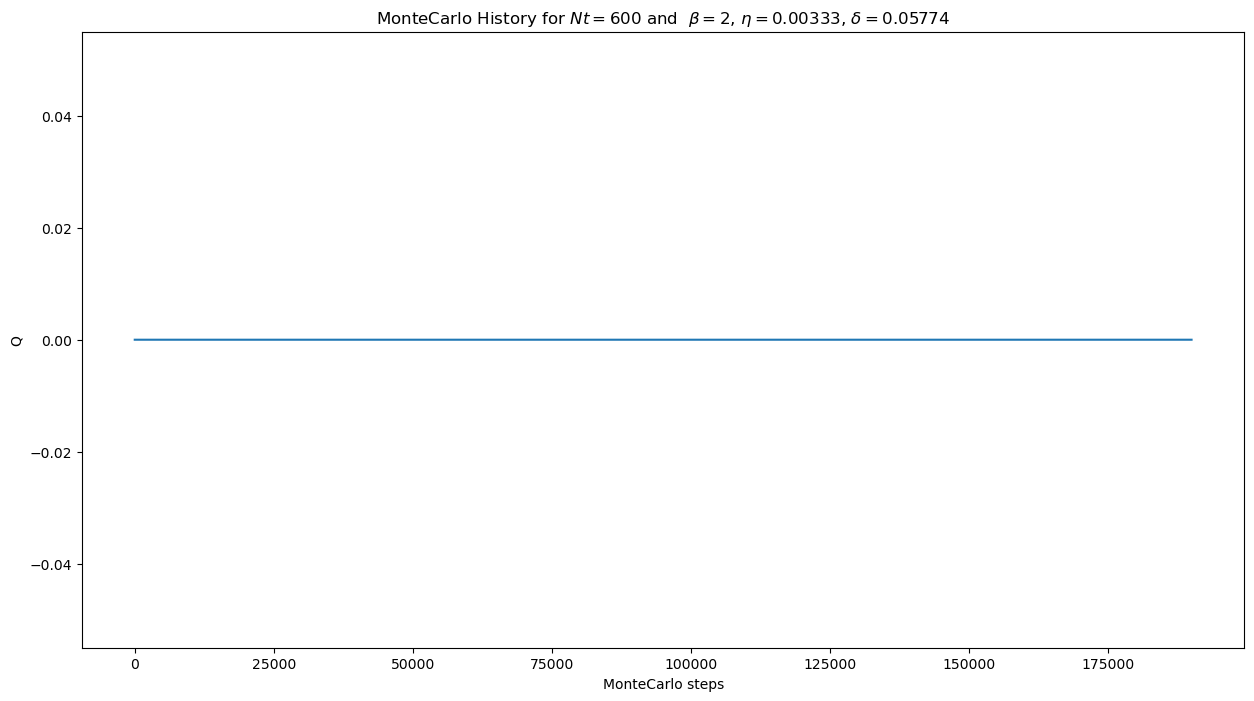 MonteCarlo History for Nt = 600 and β = 2, η = 0.00333, δ = 0.05774
0.04
0.02
0.00
−0.02
−0.04
Q
0 25000 50000 75000 100000 125000 150000 175000
MonteCarlo steps